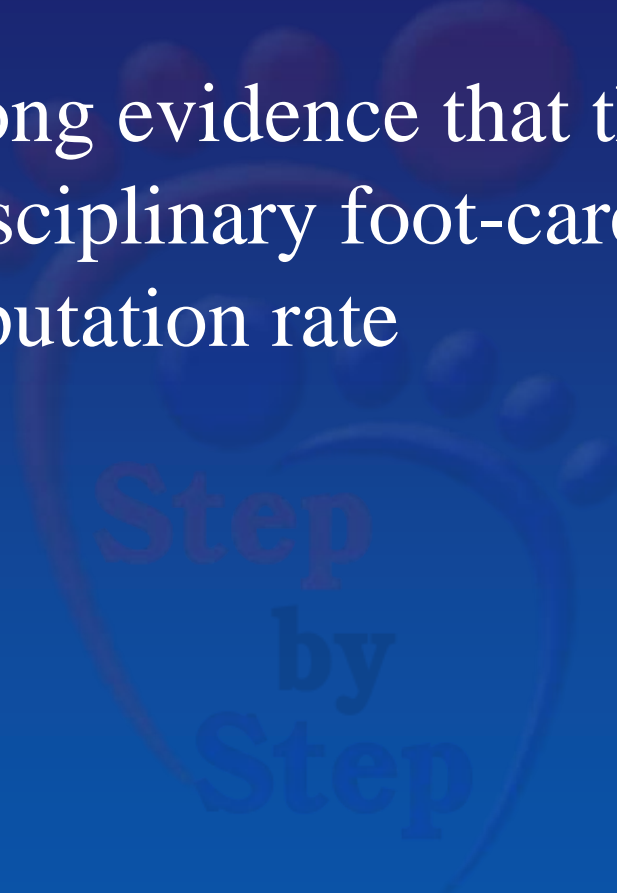 ong evidence that t
sciplinary foot-car
putation rate
Step
by
Step